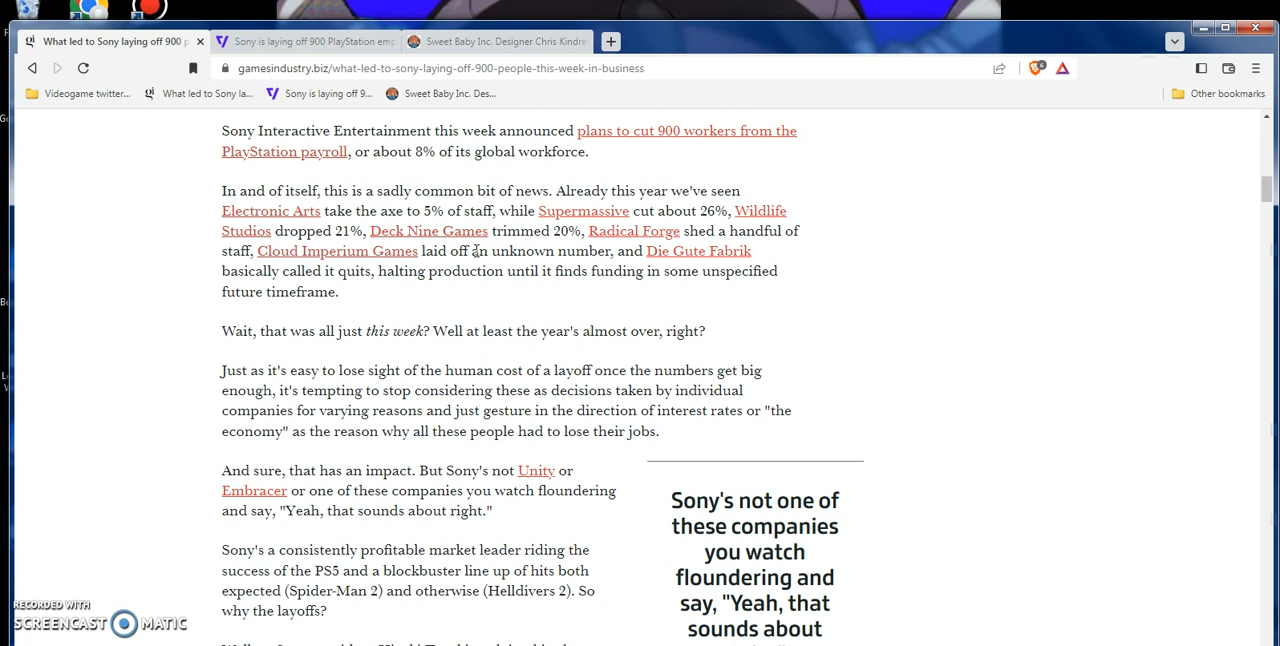 What led to Sony laying off 900 p
Sony is laying off 900 PlayStation emp
Sweet Baby Inc. Designer Chris Kindre
gamesindustry.biz/what-led-to-sony-laying-off-900-people-this-week-in-business
6
Videogame twitter...
gi
What led to Sony la...
Sony is laying off 9...
Sweet Baby Inc. Des...
Other bookmarks
Sony Interactive Entertainment this week announced plans to cut 900 workers from the
PlayStation payroll, or about 8% of its global workforce.
In and of itself, this is a sadly common bit of news. Already this year we've seen
Electronic Arts take the axe to 5% of staff, while Supermassive cut about 26%, Wildlife
Studios dropped 21%, Deck Nine Games trimmed 20%, Radical Forge shed a handful of
staff, Cloud Imperium Games laid off an unknown number, and Die Gute Fabrik
basically called it quits, halting production until it finds funding in some unspecified
future timeframe.
Wait, that was all just this week? Well at least the year's almost over, right?
Just as it's easy to lose sight of the human cost of a layoff once the numbers get big
enough, it's tempting to stop considering these as decisions taken by individual
companies for varying reasons and just gesture in the direction of interest rates or "the
economy" as the reason why all these people had to lose their jobs.
And sure, that has an impact. But Sony's not Unity or
Embracer or one of these companies you watch floundering
and say, "Yeah, that sounds about right."
Sony's a consistently profitable market leader riding the
success of the PS5 and a blockbuster line up of hits both
expected (Spider-Man 2) and otherwise (Helldivers 2). So
why the layoffs?
Sony's not one of
these companies
you watch
floundering and
say, "Yeah, that
sounds about
RECORDED WITH
SCREENCAST MATIC